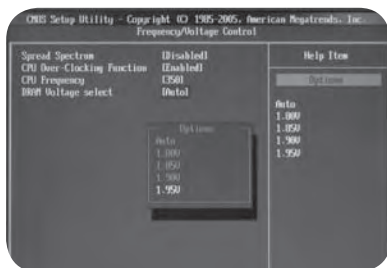 CMOS Setup Utility - Copyright (C) 1985-2005, American Megatrends, Inc.
Frequency/Voltage Control
Spread Spectrum [Disabled]
CPU Over-Clocking Function [Enabled]
CPU Frequency [350]
DRAM Voltage select [Auto]
Help Item
Options
Auto
1.80V
1.85V
1.90V
1.95V
Options
Auto
1.80V
1.85V
1.90V
1.95V